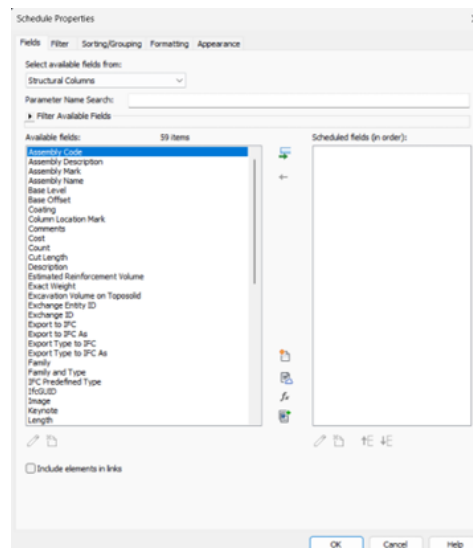 Schedule Properties
Fields Filter Sorting/Grouping Formatting Appearance
Select available fields from:
Structural Columns
Parameter Name Search:
Filter Available Fields
Available fields: 59 items Scheduled fields (in order):
Assembly Code
Assembly Description
Assembly Mark
Assembly Name
Base Level
Base Offset
Coating
Column Location Mark
Comments
Cost
Count
Cut Length
Description
Estimated Reinforcement Volume
Exact Weight
Excavation Volume on Toposolid
Exchange Entity ID
Exchange ID
Export to IFC
Export to IFC As
Export Type to IFC
Export Type to IFC As
Family
Family and Type
IFC Predefined Type
IfcGUID
Image
Keynote
Length
Include elements in links
OK Cancel Help